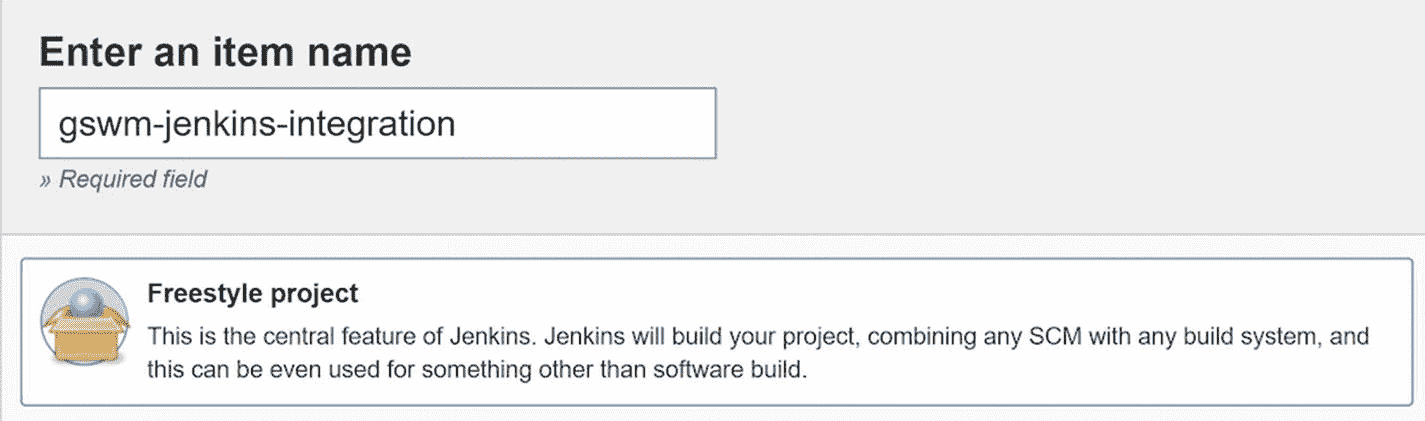 Enter an item name
gswm-jenkins-integration
» Required field
Freestyle project
This is the central feature of Jenkins. Jenkins will build your project, combining any SCM with any build system, and
this can be even used for something other than software build.